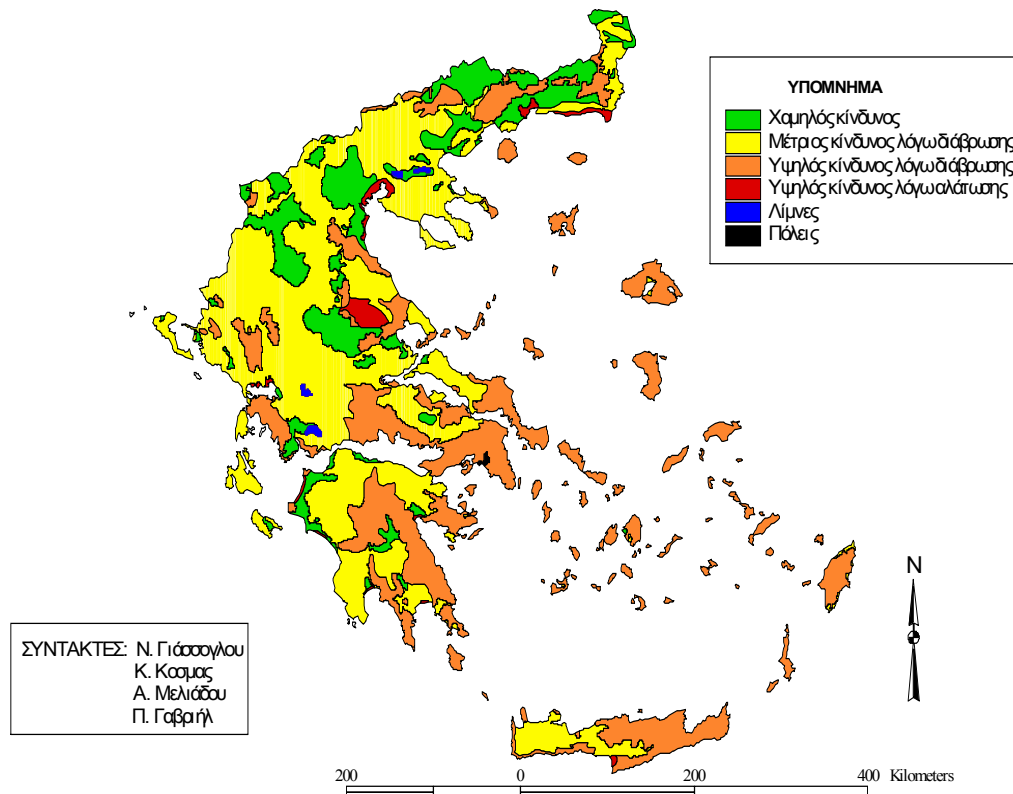 ΥΠΟΜΝΗΜΑ
Χαμηλός κίνδυνος
Μέτριος κίνδυνος λόγω διάβρωσης
Υψηλός κίνδυνος λόγω διάβρωσης
Υψηλός κίνδυνος λόγω αλάτωσης
Λίμνες
Πόλεις
N
ΣΥΝΤΑΚΤΕΣ: Ν. Γιάσσογλου
Κ. Κοσμας
Α. Μελιάδου
Π. Γαβριήλ
200 0 200 400 Kilometers